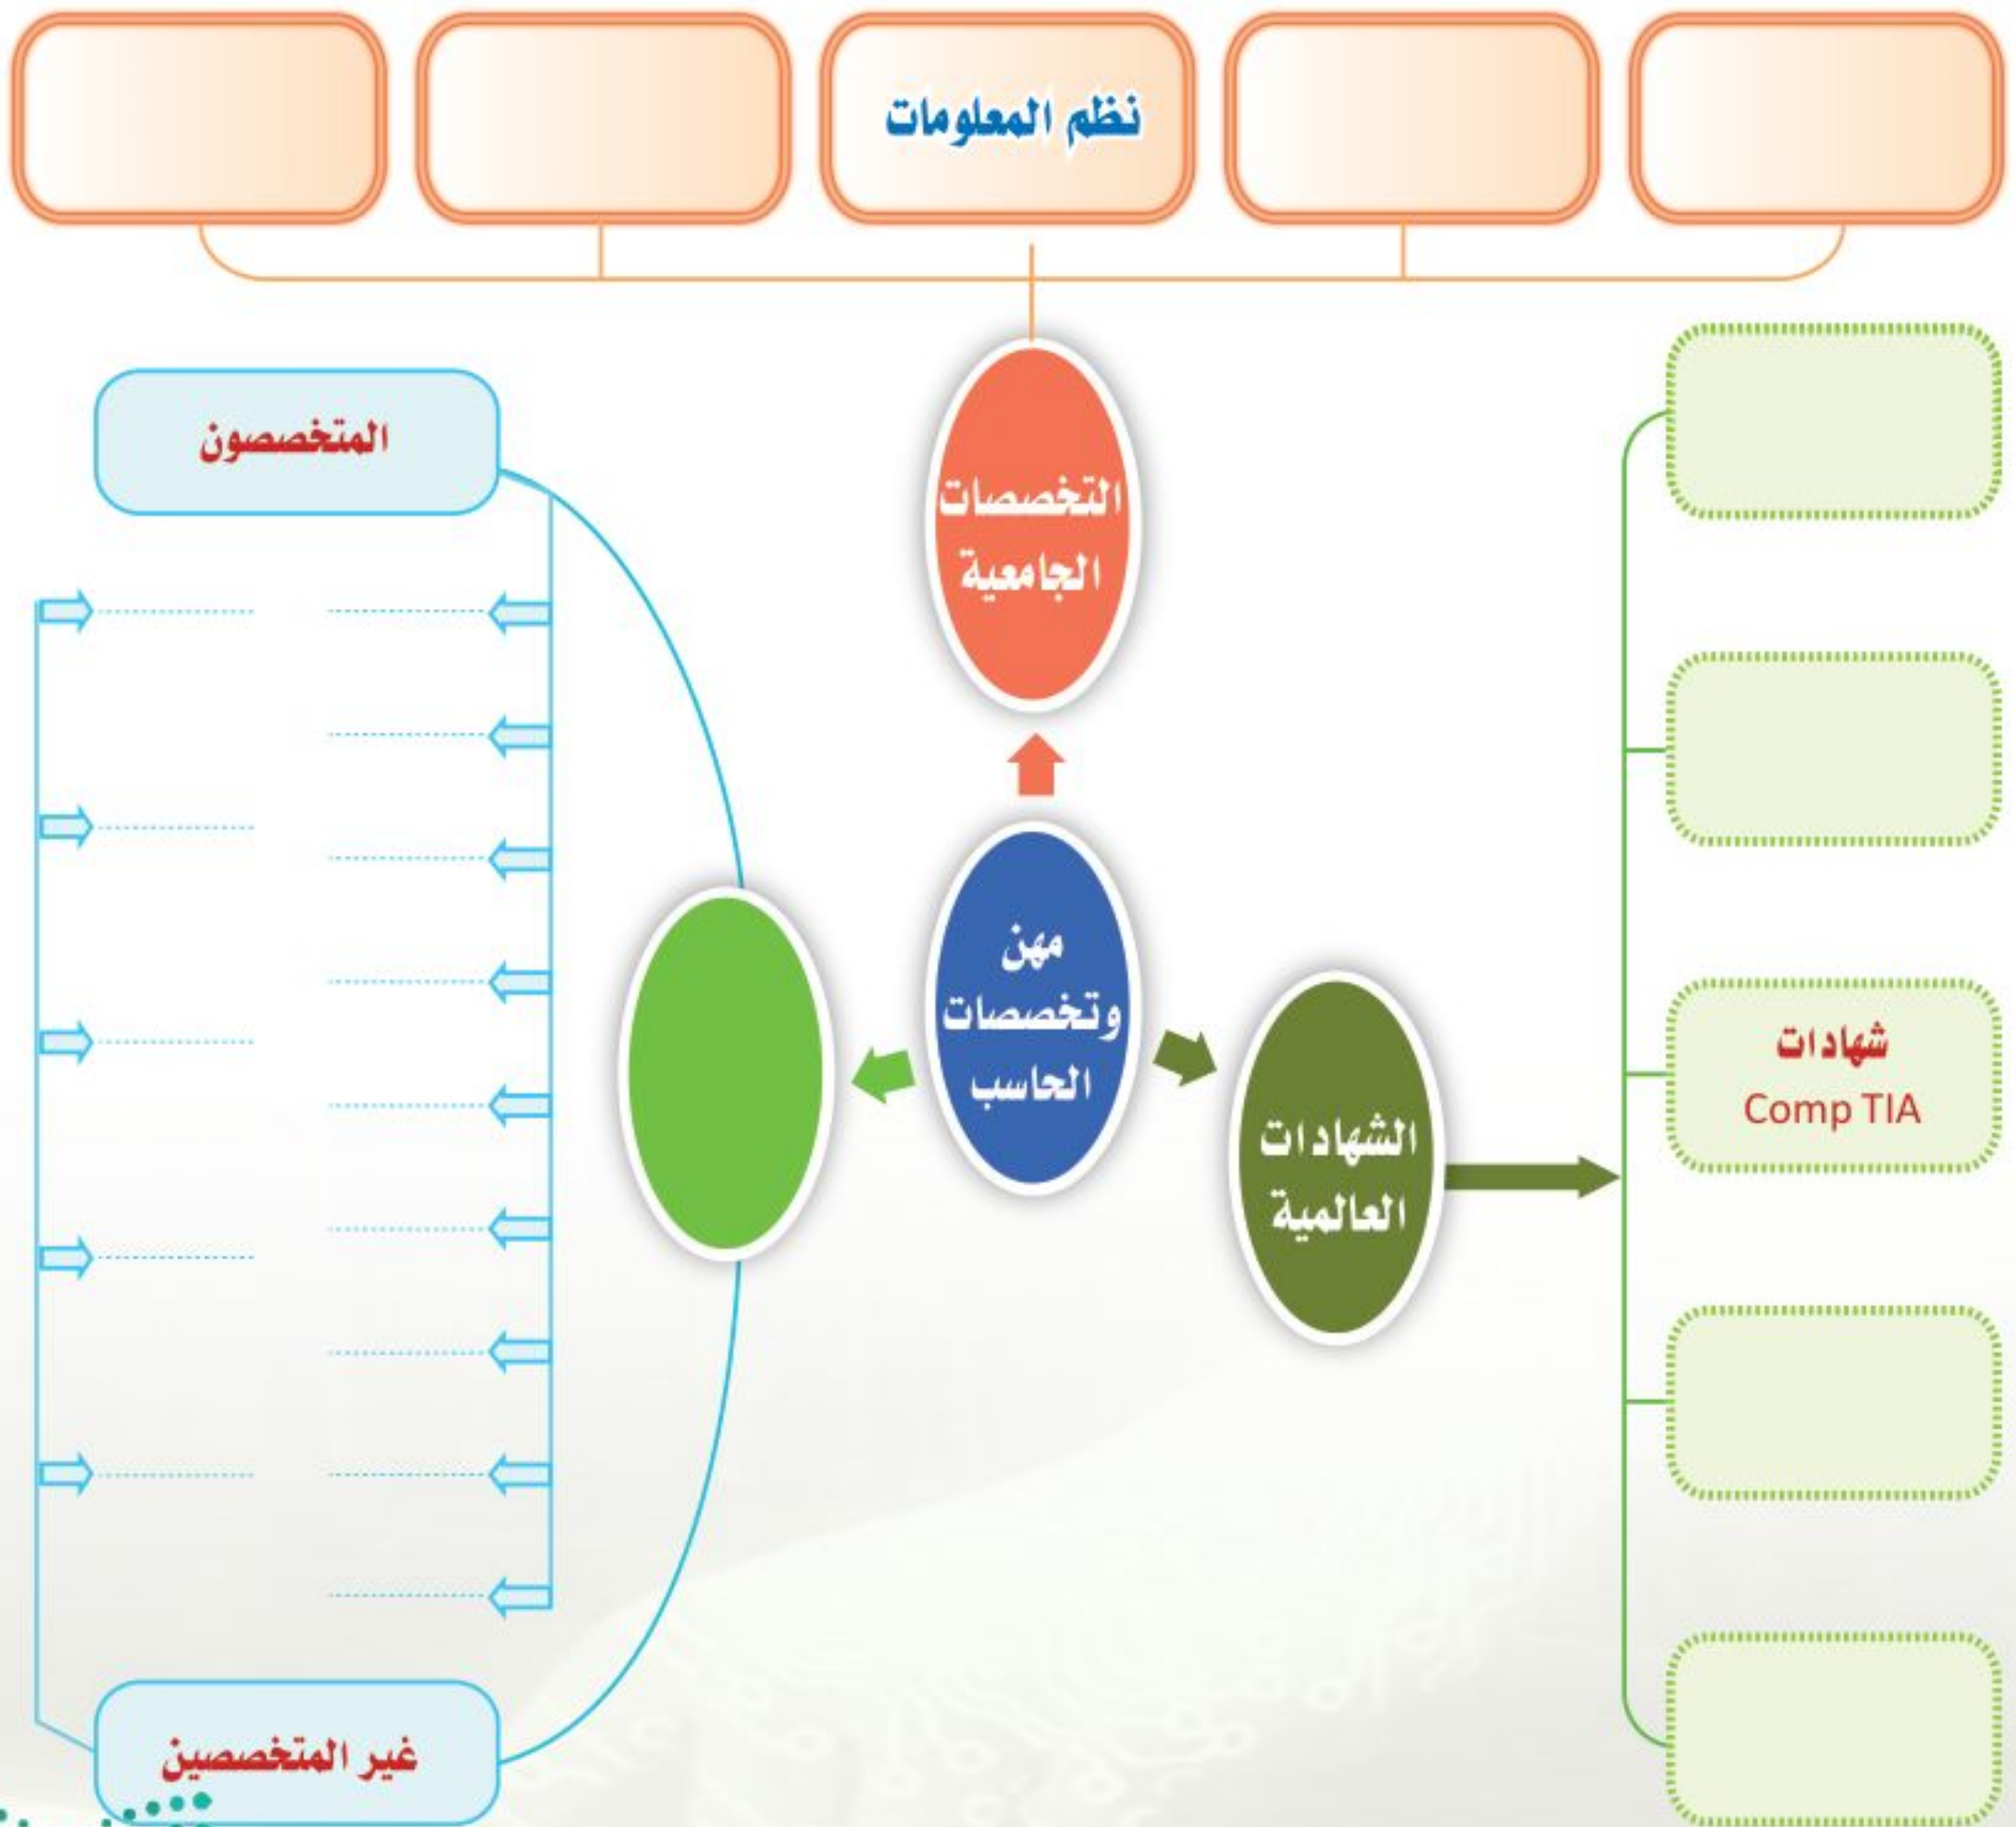 نظم المعلومات
المتخصصون
التخصصات
الجامعية
مهن
وتخصصات
الحاسب
الشهادات
العالمية
شهادات
Comp TIA
غير المتخصصين